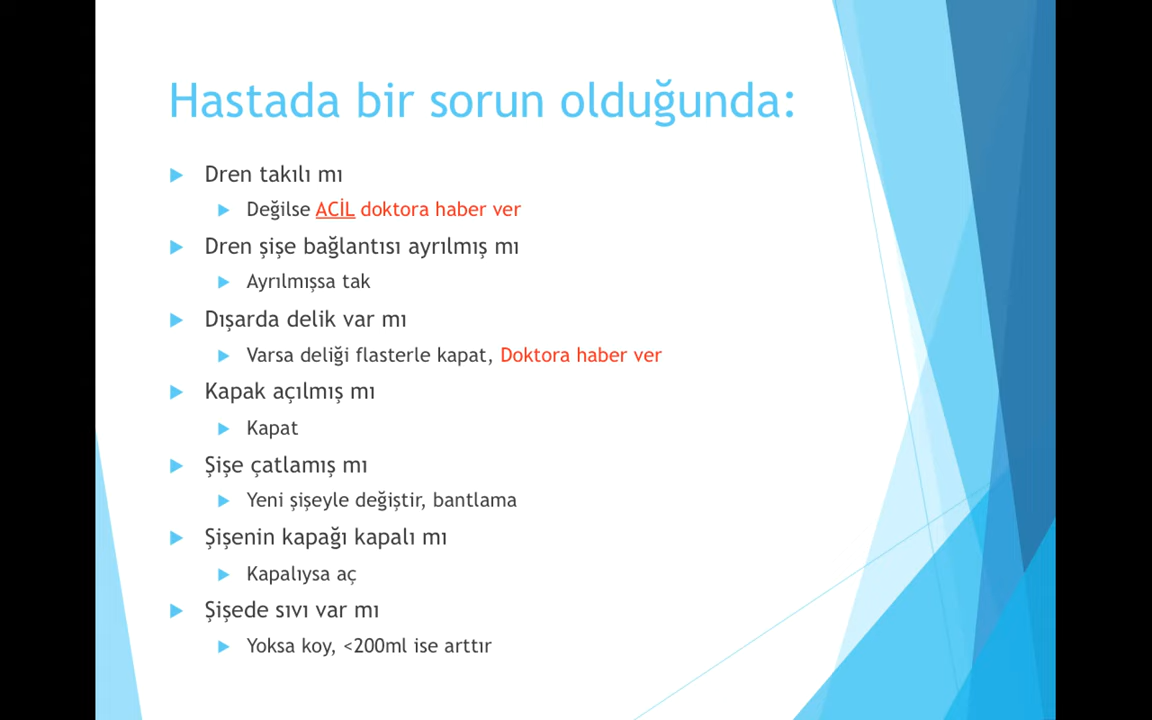 Hastada bir sorun olduğunda:
Dren takılı mı
Değilse ACİL doktora haber ver
Dren şişe bağlantısı ayrılmış mı
Ayrılmışsa tak
Dışarda delik var mı
Varsa deliği flasterle kapat, Doktora haber ver
Kapak açılmış mı
Kapat
Şişe çatlamış mı
Yeni şişeyle değiştir, bantlama
Şişenin kapağı kapalı mı
Kapalıysa aç
Şişede sıvı var mı
Yoksa koy, <200ml ise arttır